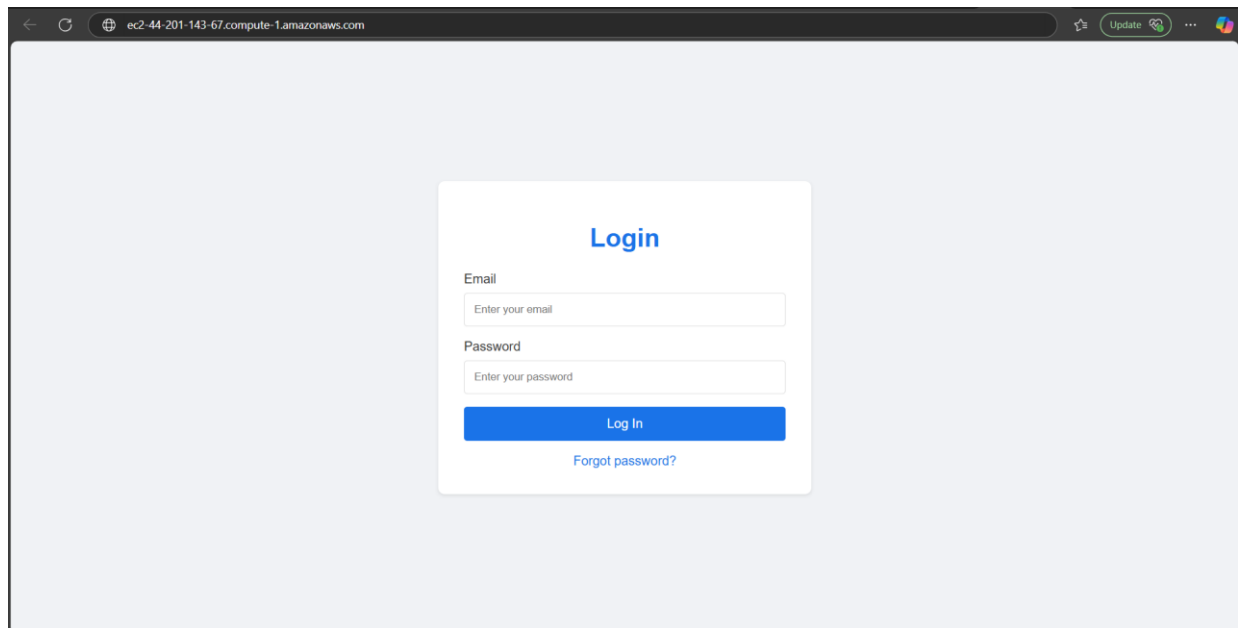 ec2-44-201-143-67.compute-1.amazonaws.com
Update
Login
Email
Enter your email
Password
Enter your password
Log In
Forgot password?